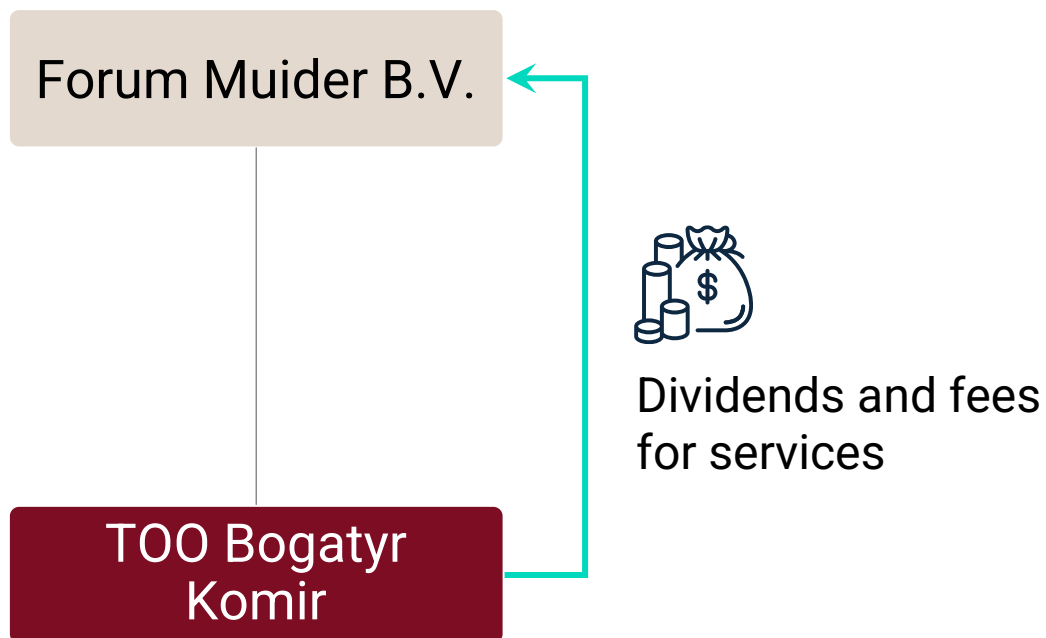 Forum Muider B.V.
$
Dividends and fees
for services
TOO Bogatyr
Komir